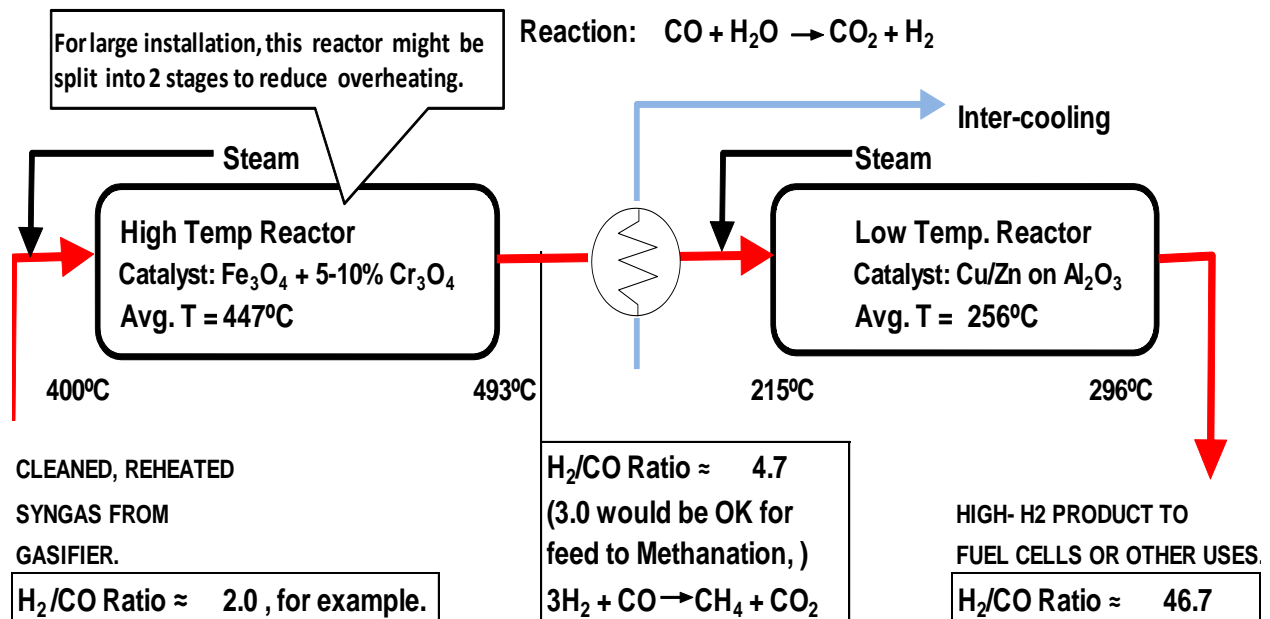 For large installation, this reactor might be
split into 2 stages to reduce overheating.
Reaction: CO + H₂O → CO₂ + H₂
Inter-cooling
Steam
Steam
High Temp Reactor
Catalyst: Fe₃O₄ + 5-10% Cr₃O₄
Avg. T = 447ºC
Low Temp. Reactor
Catalyst: Cu/Zn on Al₂O₃
Avg. T = 256ºC
400ºC
493ºC
215ºC
296ºC
CLEANED, REHEATED
SYNGAS FROM
GASIFIER.
H₂/CO Ratio ≈ 2.0 , for example.
H₂/CO Ratio ≈ 4.7
(3.0 would be OK for
feed to Methanation, )
3H₂ + CO → CH₄ + CO₂
HIGH- H2 PRODUCT TO
FUEL CELLS OR OTHER USES.
H₂/CO Ratio ≈ 46.7